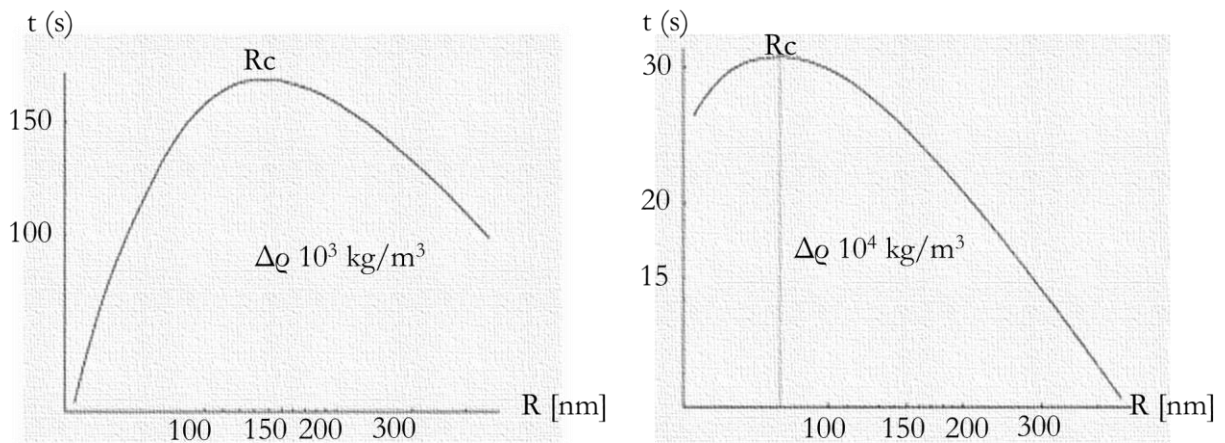 t (s)
Rc
150
100
Δϱ 10³ kg/m³
R [nm]
100 150 200 300
t (s)
Rc
30
20
Δϱ 10⁴ kg/m³
15
R [nm]
100 150 200 300